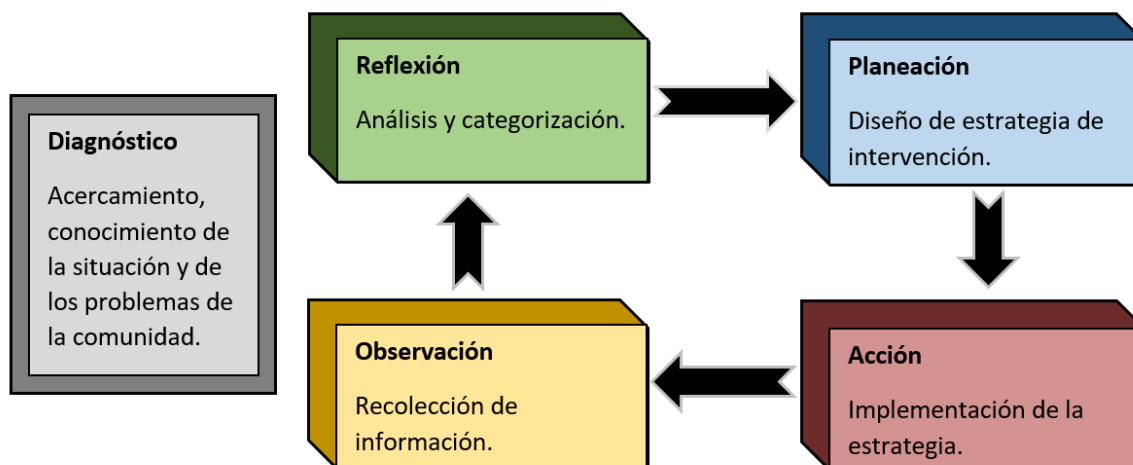 Diagnóstico
Acercamiento,
conocimiento de
la situación y de
los problemas de
la comunidad.
Reflexión
Análisis y categorización.
Planeación
Diseño de estrategia de
intervención.
Acción
Implementación de la
estrategia.
Observación
Recolección de
información.